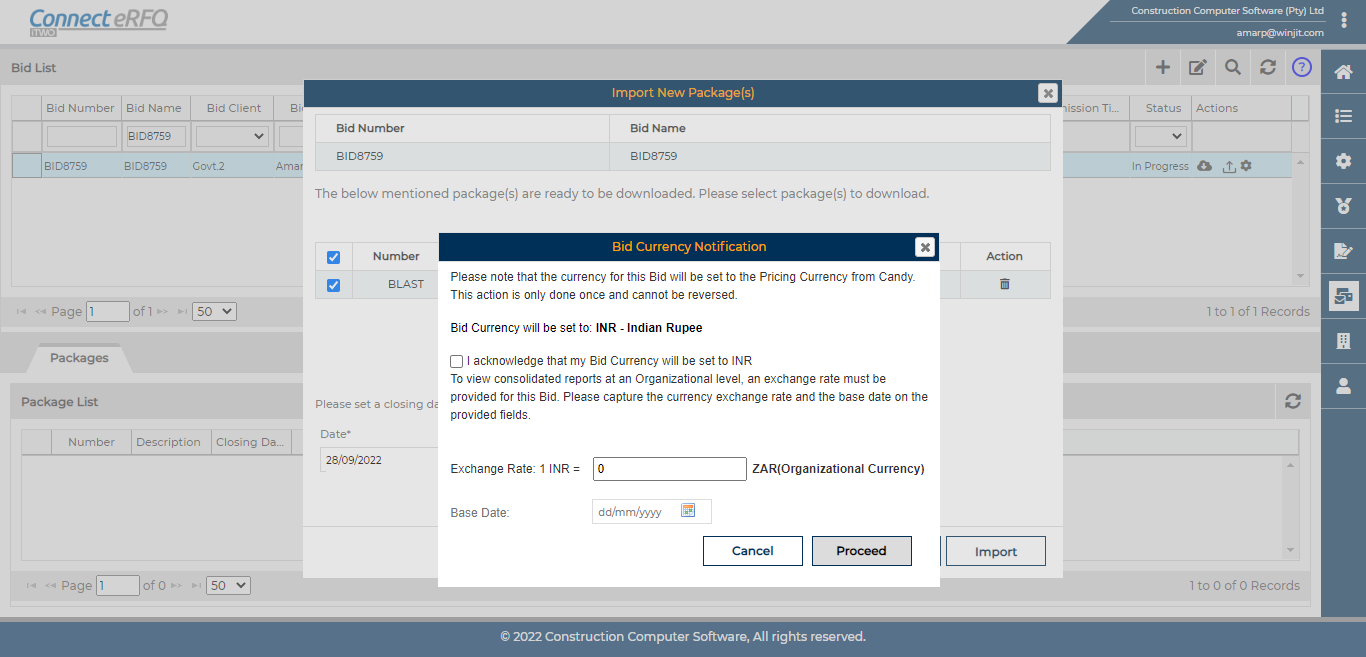 Connect eRFQ
iTWO
Construction Computer Software (Pty) Ltd
amarp@winjit.com
Bid List
?
Bid Number Bid Name Bid Client Bi
ission Ti... Status Actions
BID8759
BID8759 BID8759 Govt.2 Amar
In Progress
Page 1 of 1 50
1 to 1 of 1 Records
Import New Package(s)
Bid Number Bid Name
BID8759 BID8759
The below mentioned package(s) are ready to be downloaded. Please select package(s) to download.
Number Action
BLAST
Please set a closing da
Date*
28/09/2022
Import
Bid Currency Notification
Please note that the currency for this Bid will be set to the Pricing Currency from Candy.
This action is only done once and cannot be reversed.
Bid Currency will be set to: INR - Indian Rupee
I acknowledge that my Bid Currency will be set to INR
To view consolidated reports at an Organizational level, an exchange rate must be
provided for this Bid. Please capture the currency exchange rate and the base date on the
provided fields.
Exchange Rate: 1 INR = 0 ZAR(Organizational Currency)
Base Date: dd/mm/yyyy
Cancel Proceed
Packages
Package List
Number Description Closing Da...
Page 1 of 0 50
1 to 0 of 0 Records
© 2022 Construction Computer Software, All rights reserved.